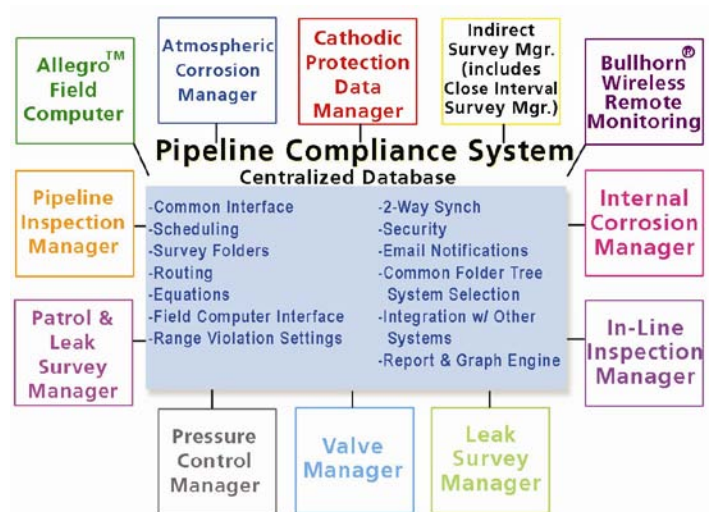 Allegro™
Field
Computer
Atmospheric
Corrosion
Manager
Cathodic
Protection
Data
Manager
Indirect
Survey Mgr.
(includes
Close Interval
Survey Mgr.)
Bullhorn®
Wireless
Remote
Monitoring
Pipeline Compliance System
Centralized Database
Pipeline
Inspection
Manager
-Common Interface
-Scheduling
-Survey Folders
-Routing
-Equations
-Field Computer Interface
-Range Violation Settings
-2-Way Synch
-Security
-Email Notifications
-Common Folder Tree
System Selection
-Integration w/ Other
Systems
-Report & Graph Engine
Internal
Corrosion
Manager
Patrol &
Leak
Survey
Manager
In-Line
Inspection
Manager
Pressure
Control
Manager
Valve
Manager
Leak
Survey
Manager